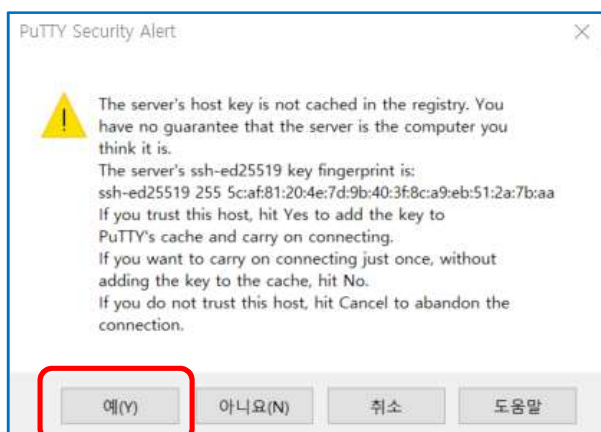 PuTTY Security Alert
The server's host key is not cached in the registry. You
have no guarantee that the server is the computer you
think it is.
The server's ssh-ed25519 key fingerprint is:
ssh-ed25519 255 5c:af:81:20:4e:7d:9b:40:3f:8c:a9:eb:51:2a:7b:aa
If you trust this host, hit Yes to add the key to
PuTTY's cache and carry on connecting.
If you want to carry on connecting just once, without
adding the key to the cache, hit No.
If you do not trust this host, hit Cancel to abandon the
connection.
예(Y) 아니요(N) 취소 도움말